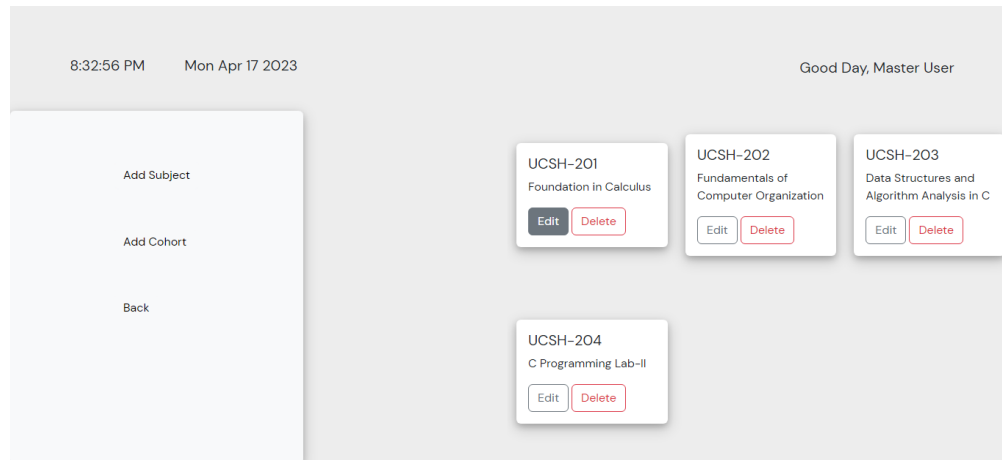 8:32:56 PM
Mon Apr 17 2023
Good Day, Master User
Add Subject
Add Cohort
Back
UCSH-201
Foundation in Calculus
Edit
Delete
UCSH-202
Fundamentals of
Computer Organization
Edit
Delete
UCSH-203
Data Structures and
Algorithm Analysis in C
Edit
Delete
UCSH-204
C Programming Lab-II
Edit
Delete